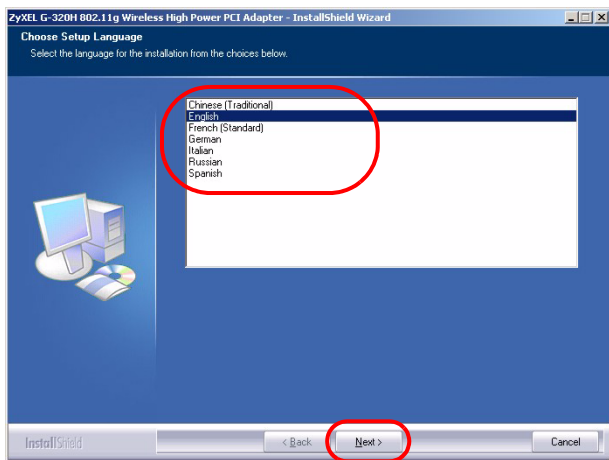 ZyXEL G-320H 802.11g Wireless High Power PCI Adapter - InstallShield Wizard
Choose Setup Language
Select the language for the installation from the choices below.
Chinese (Traditional)
English
French (Standard)
German
Italian
Russian
Spanish
InstallShield
< Back
Next >
Cancel